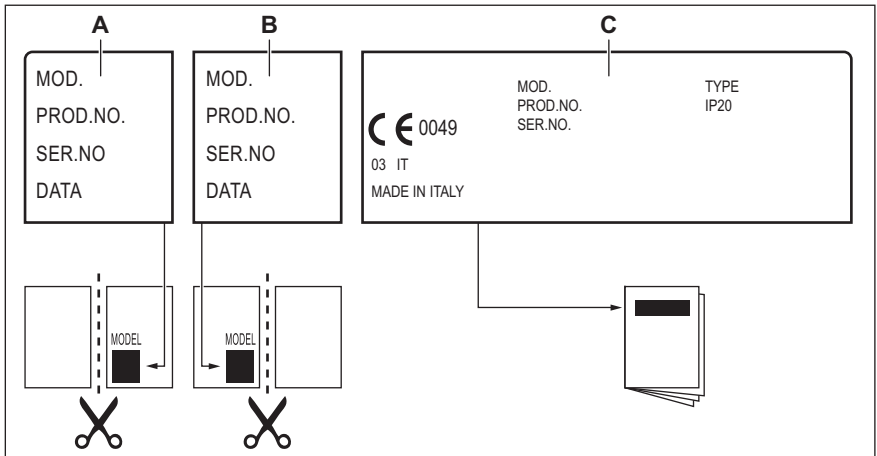 A
B
C
MOD.
PROD.NO.
SER.NO
DATA
MOD.
PROD.NO.
SER.NO
DATA
MOD.
PROD.NO.
SER.NO.
TYPE
IP20
CE 0049
03 IT
MADE IN ITALY
MODEL
MODEL